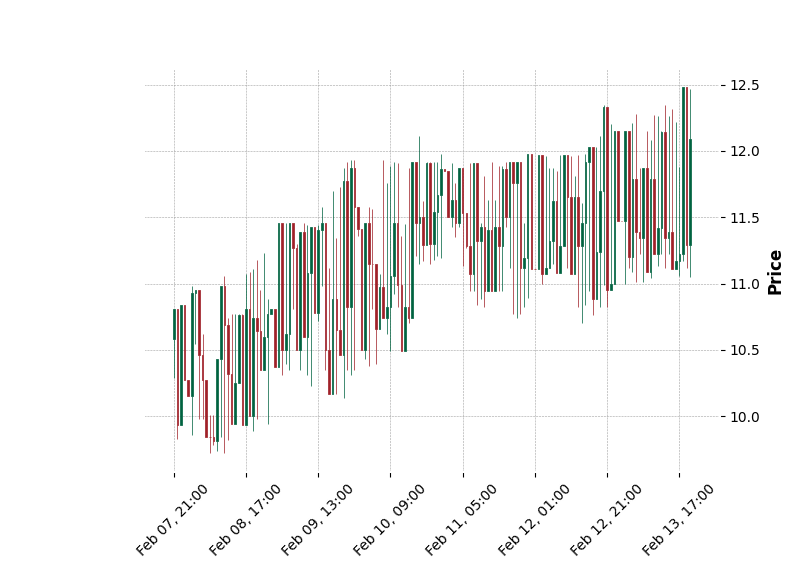 12.5
12.0
11.5
11.0
10.5
10.0
Price
Feb 07, 21:00
Feb 08, 17:00
Feb 09, 13:00
Feb 10, 09:00
Feb 11, 05:00
Feb 12, 01:00
Feb 12, 21:00
Feb 13, 17:00